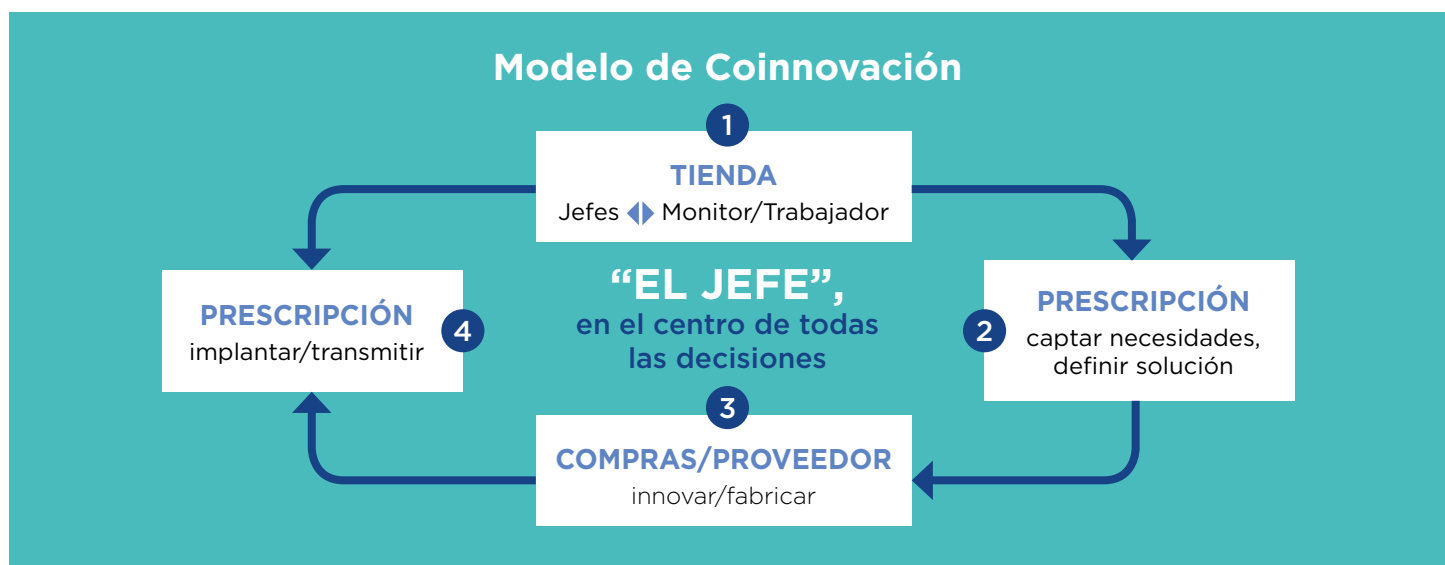 Modelo de Coinnovación
1
TIENDA
Jefes Monitor/Trabajador
PRESCRIPCIÓN
implantar/transmitir
4
“EL JEFE”,
en el centro de todas
las decisiones
2
PRESCRIPCIÓN
captar necesidades,
definir solución
3
COMPRAS/PROVEEDOR
innovar/fabricar